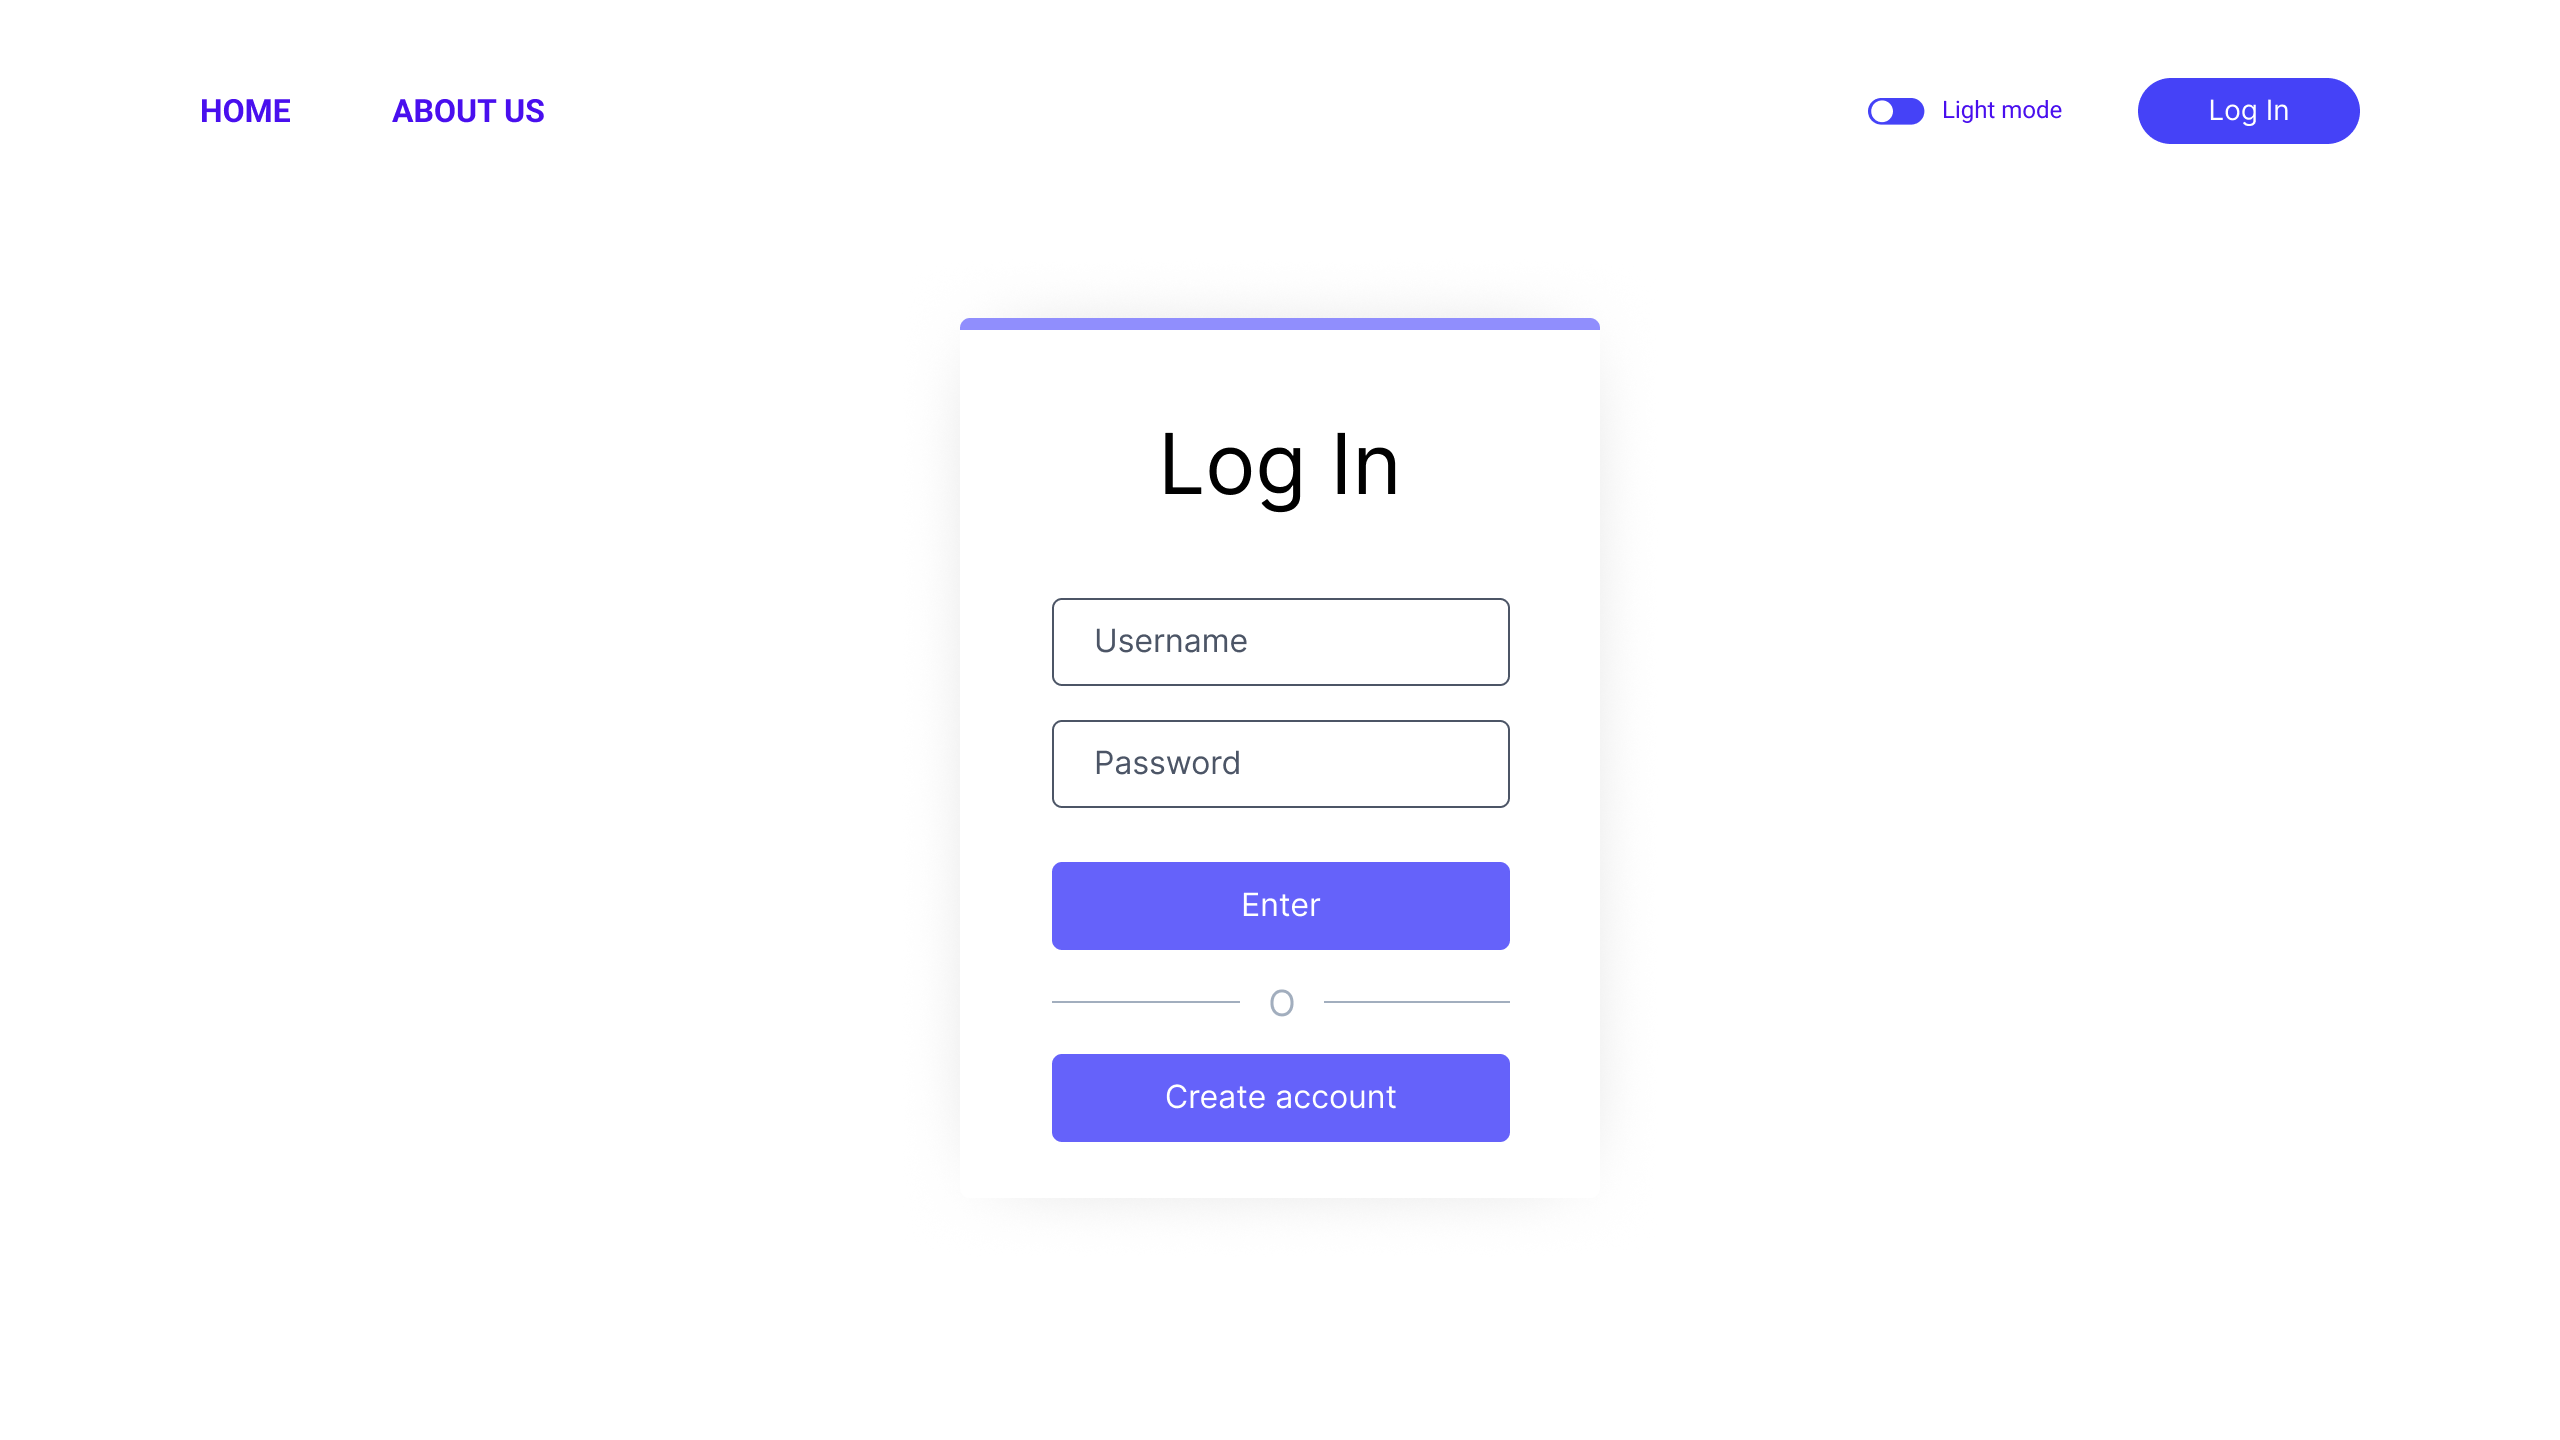 HOME ABOUT US Light mode Log In
Log In
Username
Password
Enter
O
Create account